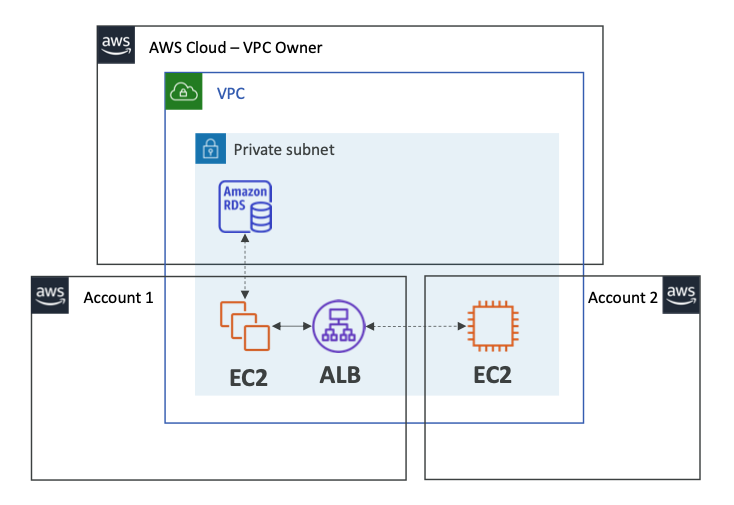 aws
AWS Cloud – VPC Owner
VPC
Private subnet
Amazon
RDS
aws
Account 1
Account 2
aws
EC2
ALB
EC2